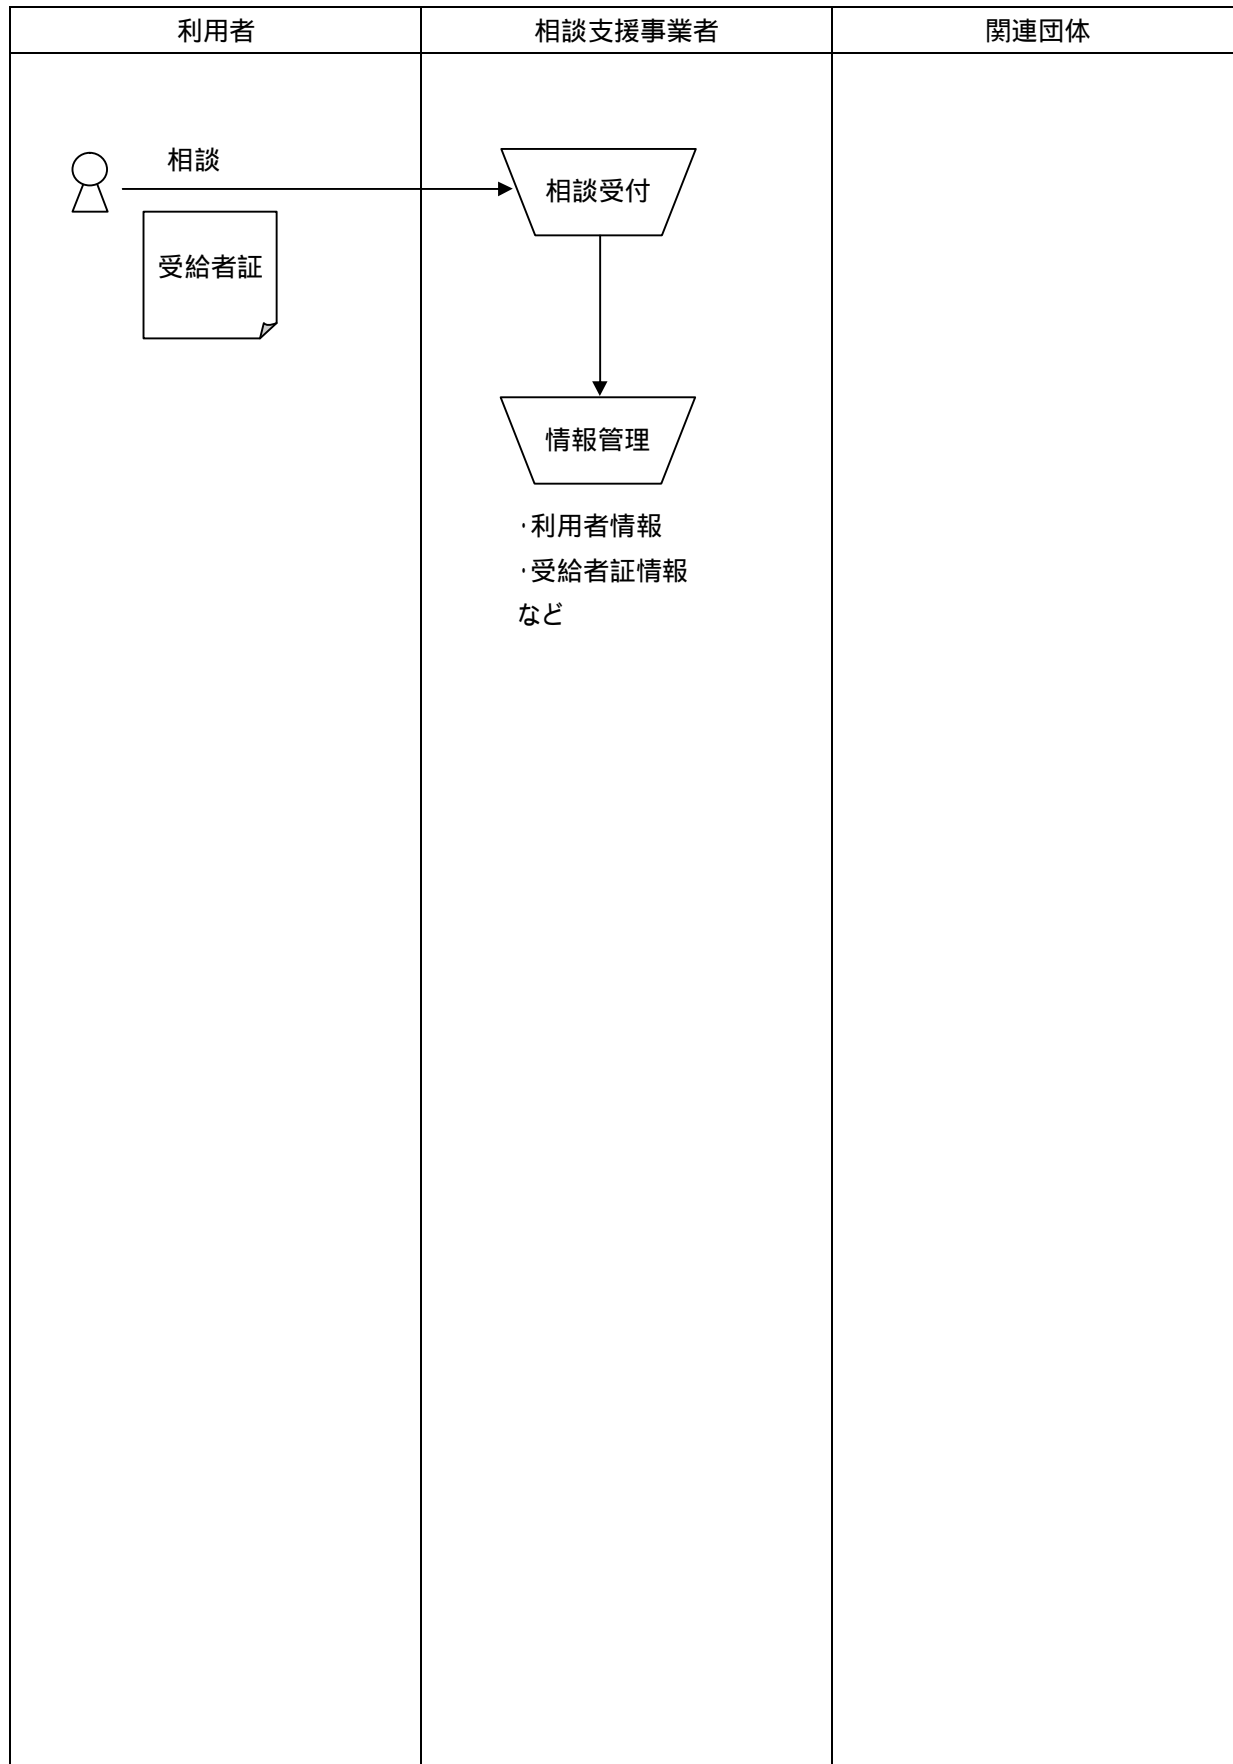 利用者
相談支援事業者
関連団体
相談
相談受付
受給者証
情報管理
・利用者情報
・受給者証情報
など